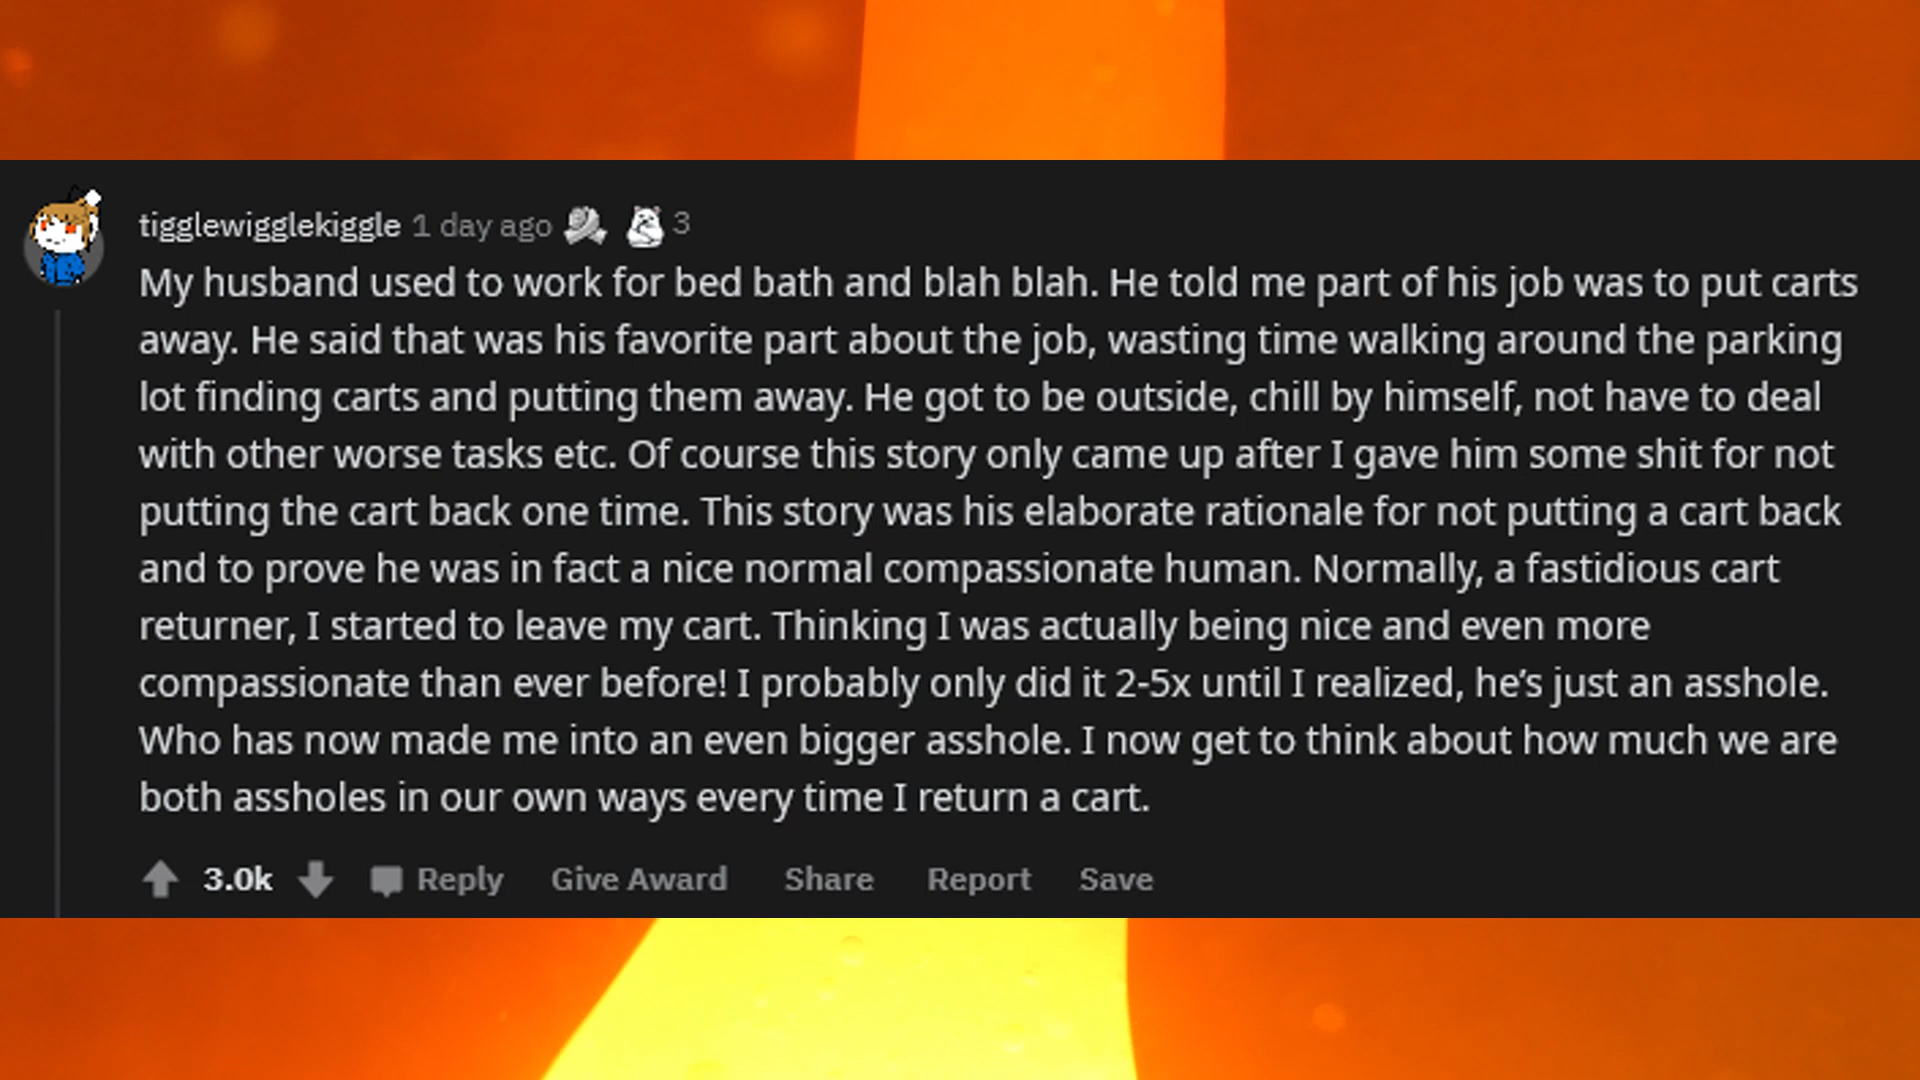 tigglewigglekiggle 1 day ago 3
My husband used to work for bed bath and blah blah. He told me part of his job was to put carts
away. He said that was his favorite part about the job, wasting time walking around the parking
lot finding carts and putting them away. He got to be outside, chill by himself, not have to deal
with other worse tasks etc. Of course this story only came up after I gave him some shit for not
putting the cart back one time. This story was his elaborate rationale for not putting a cart back
and to prove he was in fact a nice normal compassionate human. Normally, a fastidious cart
returner, I started to leave my cart. Thinking I was actually being nice and even more
compassionate than ever before! I probably only did it 2-5x until I realized, he’s just an asshole.
Who has now made me into an even bigger asshole. I now get to think about how much we are
both assholes in our own ways every time I return a cart.
3.0k Reply Give Award Share Report Save